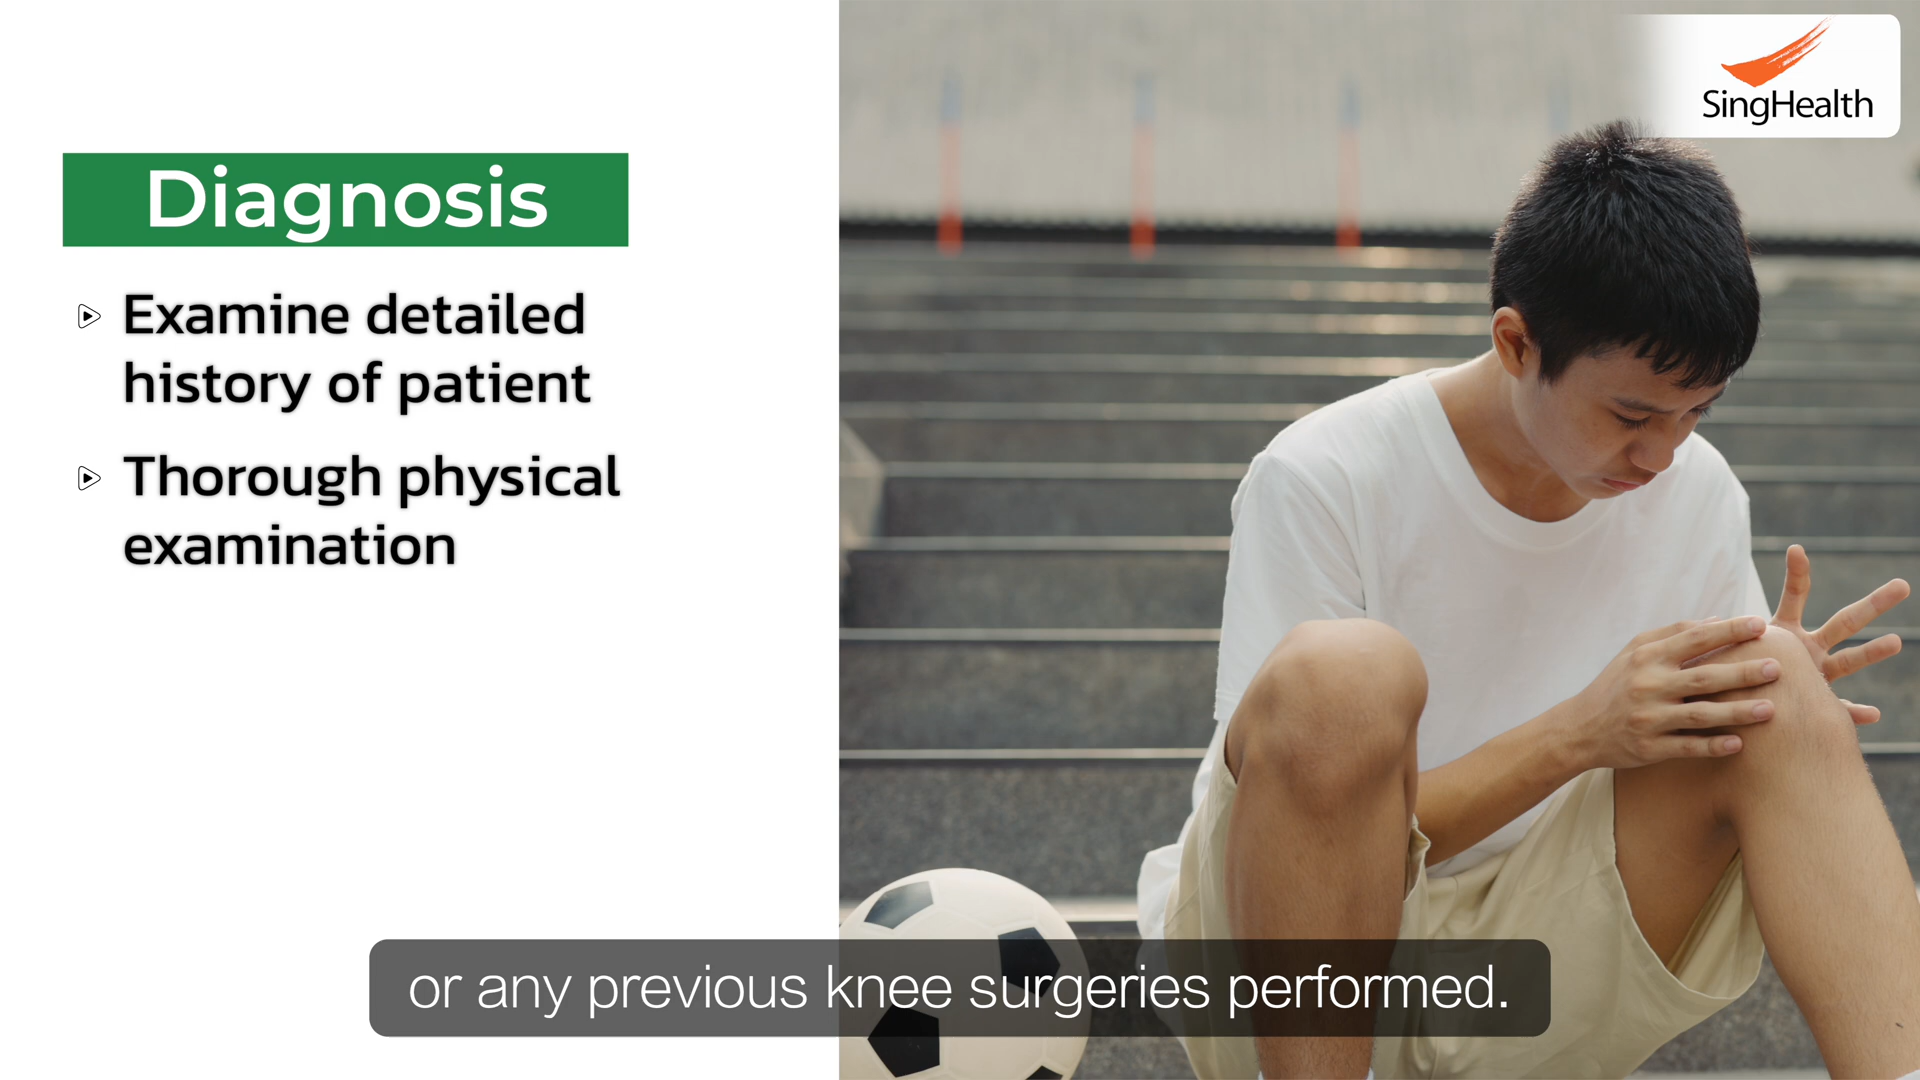 SingHealth
Diagnosis
Examine detailed
history of patient
Thorough physical
examination
or any previous knee surgeries performed.